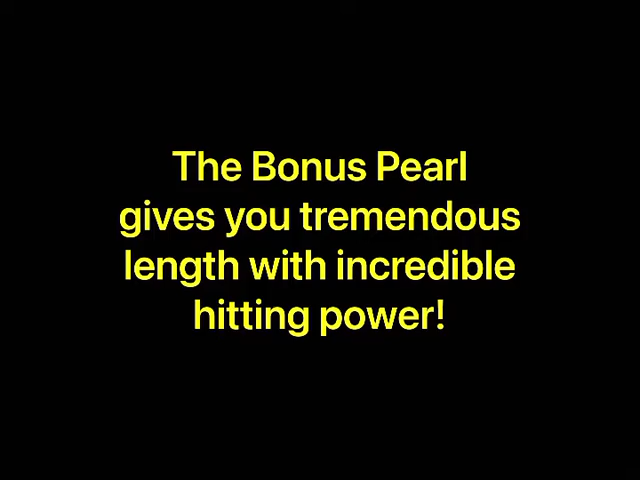 The Bonus Pearl
gives you tremendous
length with incredible
hitting power!